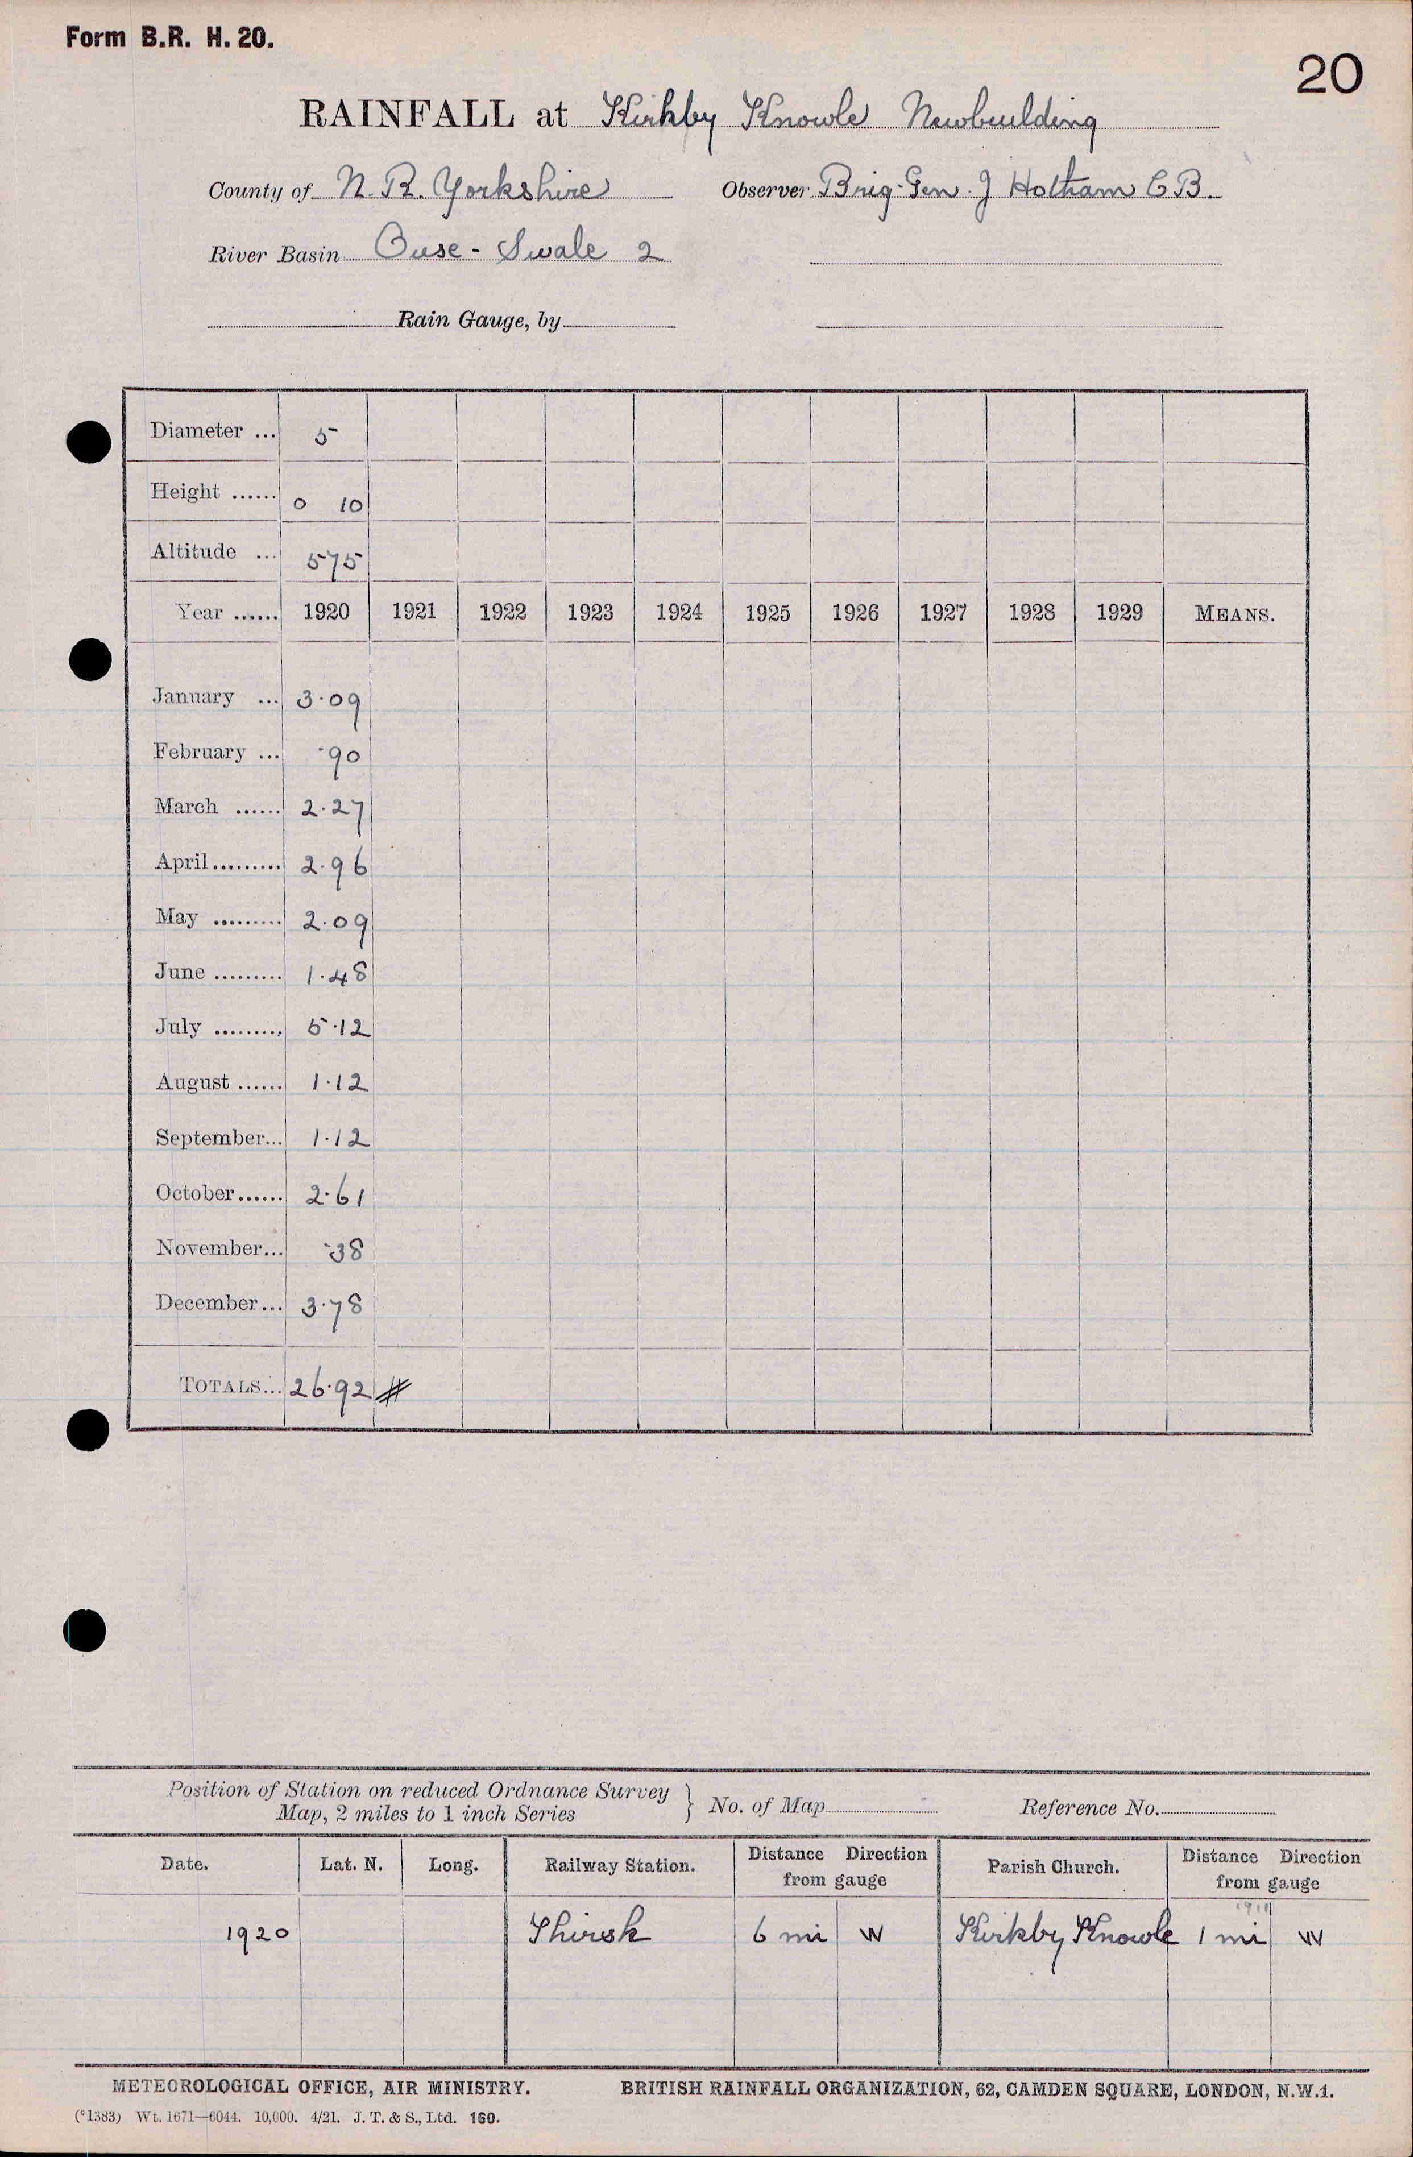 Form B.R. H. 20.
20
RAINFALL at Kirkby Knowle Newbuilding
County of N. R. Yorkshire Observer Brig-Gen. J Hotham C B.
River Basin Ouse - Swale 2
Rain Gauge, by
Diameter ... 5
Height ...... 0 10
Altitude ... 575
Year ...... 1920 1921 1922 1923 1924 1925 1926 1927 1928 1929 MEANS.
January ... 3.09
February ... .90
March ...... 2.27
April ......... 2.96
May ......... 2.09
June ......... 1.48
July ......... 5.12
August ...... 1.12
September... 1.12
October ...... 2.61
November... .38
December... 3.78
TOTALS... 26.92 #
Position of Station on reduced Ordnance Survey
Map, 2 miles to 1 inch Series } No. of Map Reference No.
Date. Lat. N. Long. Railway Station. Distance Direction from gauge Parish Church. Distance Direction from gauge
1920 Thirsk 6 mi W Kirkby Knowle 1 mi W
METEOROLOGICAL OFFICE, AIR MINISTRY. BRITISH RAINFALL ORGANIZATION, 62, CAMDEN SQUARE, LONDON, N.W.1.
(*1383) Wt. 1671—6044. 10,000. 4/21. J. T. & S., Ltd. 160.